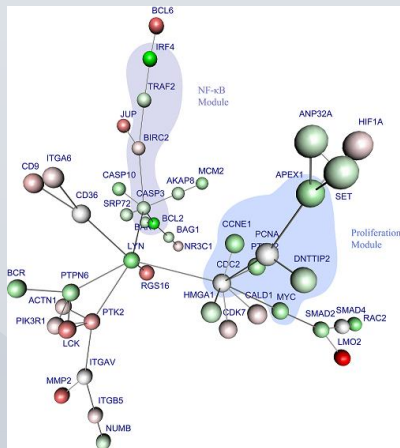 BCL6
IRF4
NF-κB
Module
TRAF2
JUP
BIRC2
ANP32A
HIF1A
ITGA6
CD9
CASP10
AKAP8
MCM2
CD36
SRP72
CASP3
APEX1
SET
BCL2
BAG1
CCNE1
LYN
NR3C1
PCNA
Proliferation
Module
CDC2
DNTTIP2
BCR
PTPN6
RGS16
HMGA1
CALD1
MYC
ACTN1
CDK7
SMAD2
SMAD4
RAC2
PIK3R1
PTK2
LCK
LMO2
ITGAV
MMP2
ITGB5
NUMB